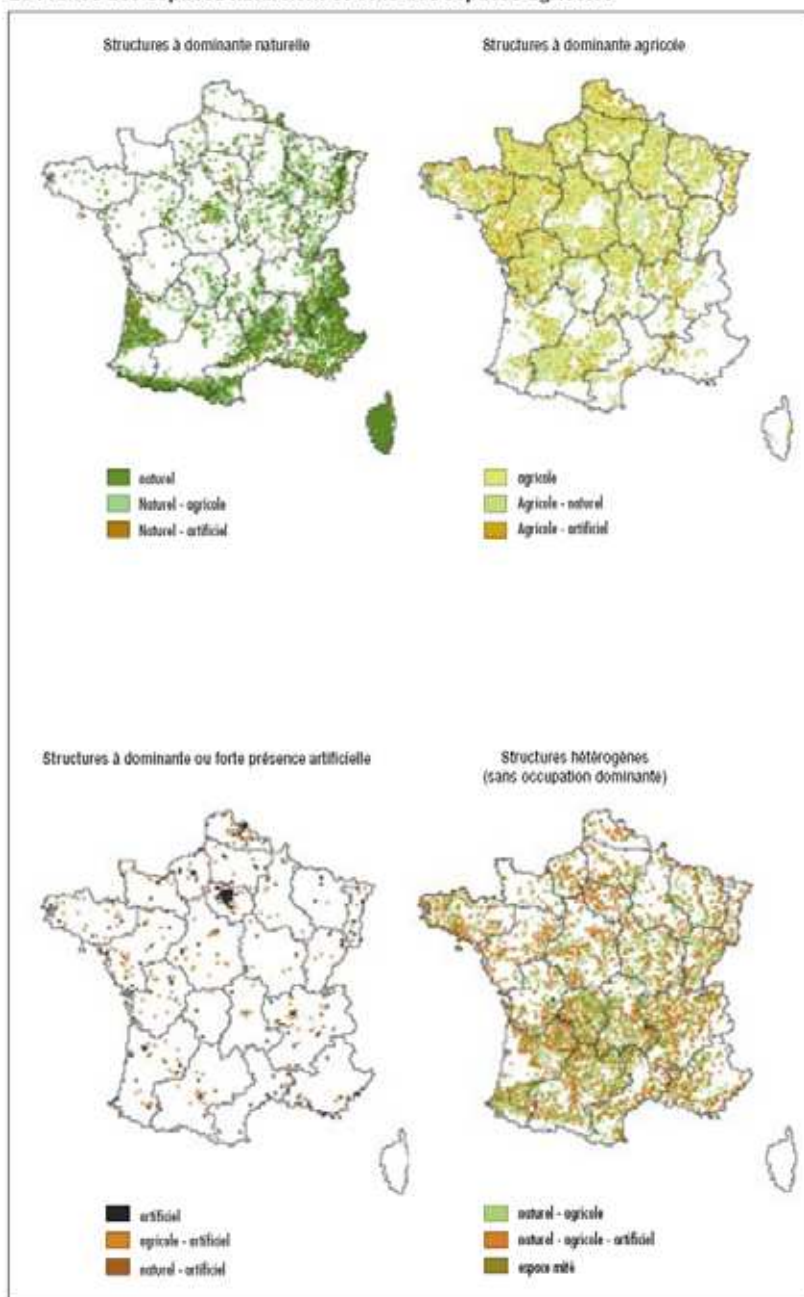 Structures à dominante naturelle
Structures à dominante agricole
naturel
Naturel - agricole
Naturel - artificiel
agricole
Agricole - naturel
Agricole - artificiel
Structures à dominante ou forte présence artificielle
Structures hétérogènes
(sans occupation dominante)
artificiel
agricole - artificiel
naturel - artificiel
naturel - agricole
naturel - agricole - artificiel
espace mité